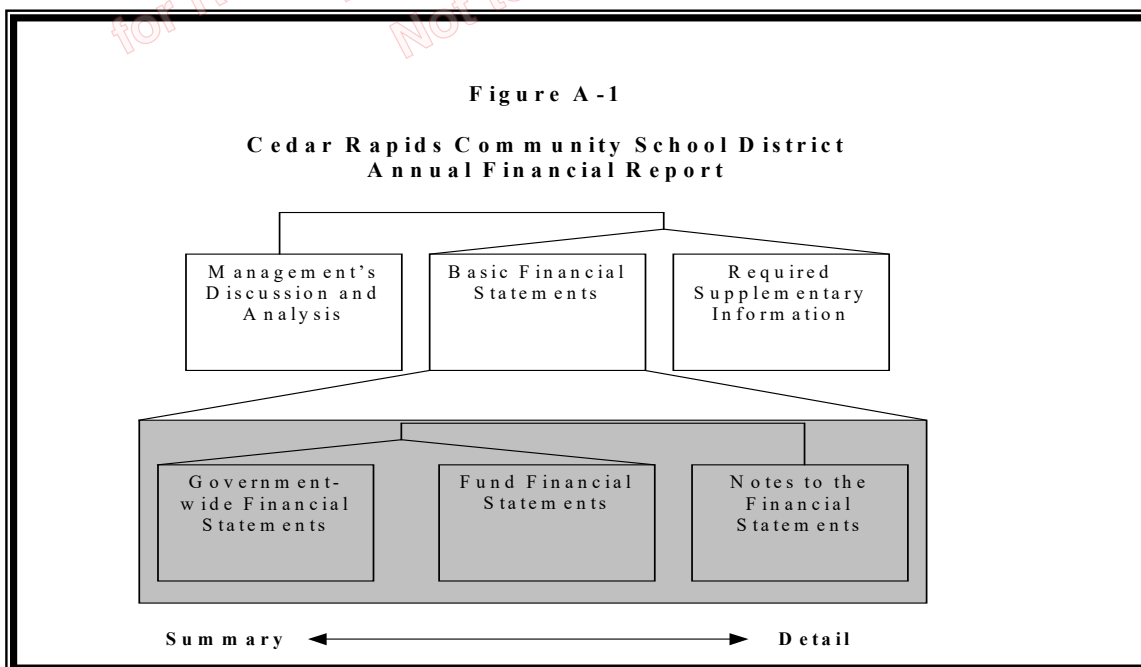 Figure A-1
Cedar Rapids Community School District
Annual Financial Report
Management’s
Discussion and
Analysis
Basic Financial
Statements
Required
Supplementary
Information
Government-
wide Financial
Statements
Fund Financial
Statements
Notes to the
Financial
Statements
Summary
Detail